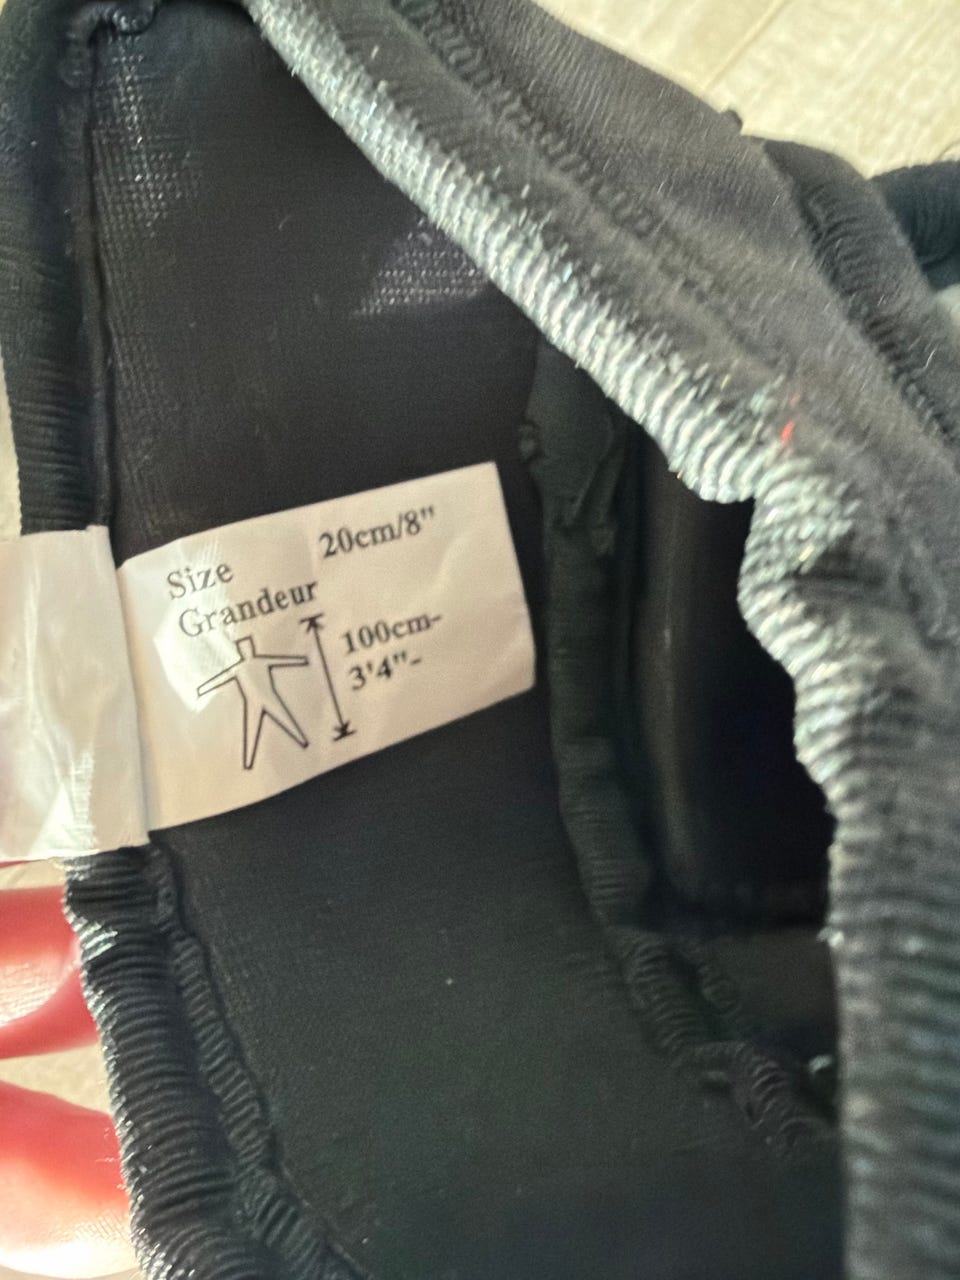 Size
Grandeur
20cm/8"
100cm-
3'4"-